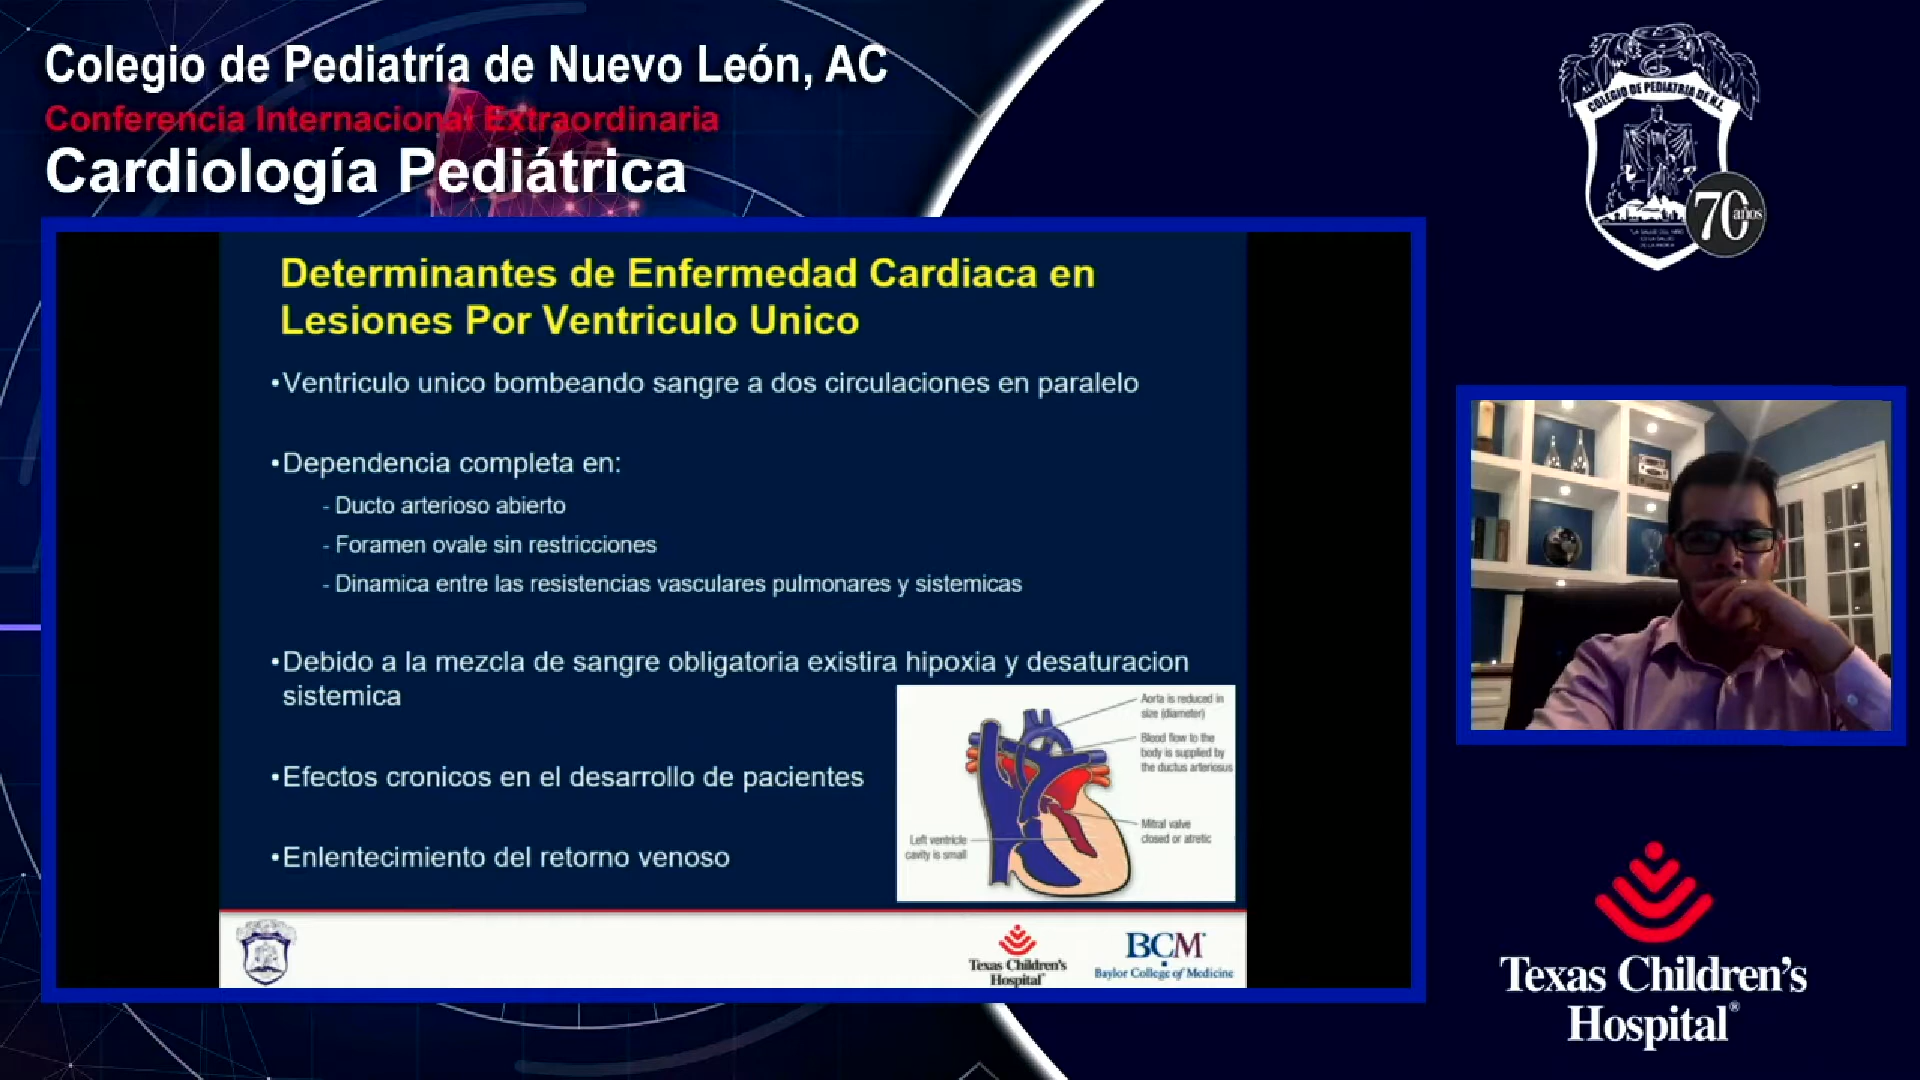 Colegio de Pediatría de Nuevo León, AC
Conferencia Internacional Extraordinaria
Cardiología Pediátrica
COLEGIO DE PEDIATRIA DE N.L.
70 años
Determinantes de Enfermedad Cardiaca en
Lesiones Por Ventriculo Unico
•Ventriculo unico bombeando sangre a dos circulaciones en paralelo
•Dependencia completa en:
- Ducto arterioso abierto
- Foramen ovale sin restricciones
- Dinamica entre las resistencias vasculares pulmonares y sistemicas
•Debido a la mezcla de sangre obligatoria existira hipoxia y desaturacion
sistemica
•Efectos cronicos en el desarrollo de pacientes
•Enlentecimiento del retorno venoso
Aorta is reduced in
size (diameter)
Blood flow to the
body is supplied by
the ductus arteriosus
Mitral valve
closed or atretic
Left ventricle
cavity is small
Texas Children's
Hospital
BCM
Baylor College of Medicine
Texas Children's
Hospital®